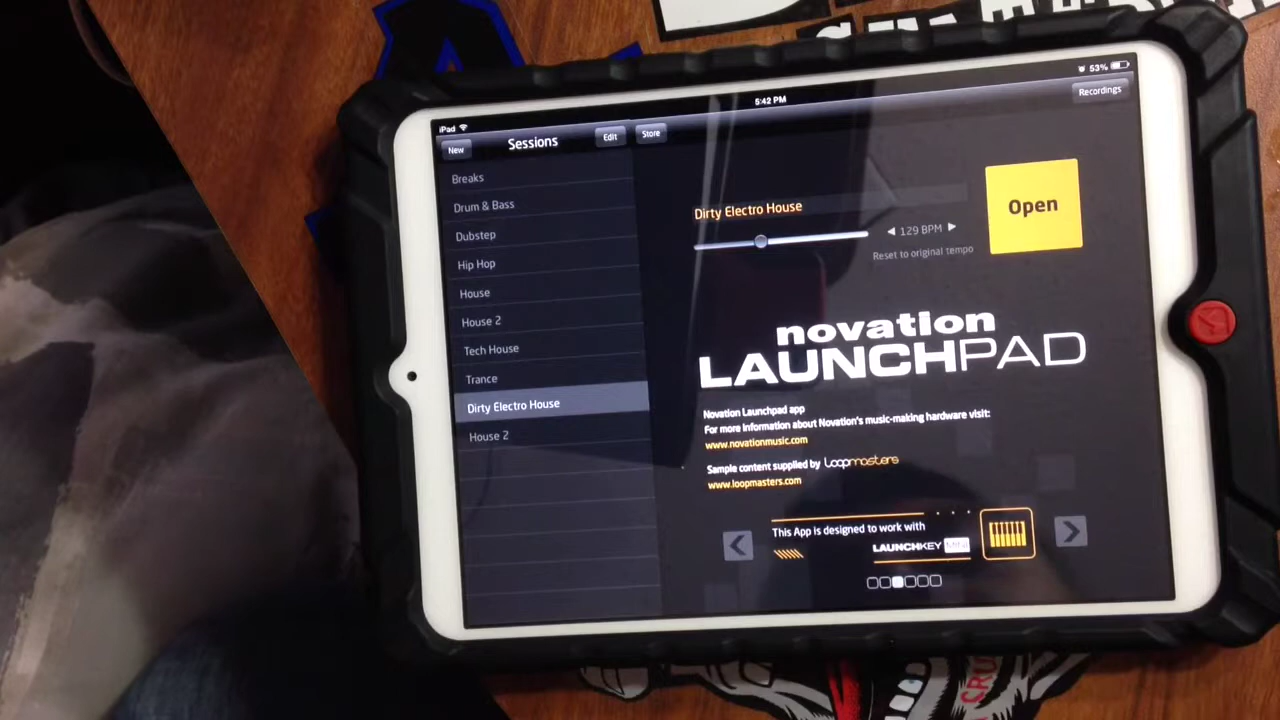 iPad
5:42 PM
53%
New
Sessions
Edit
Store
Recordings
Breaks
Drum & Bass
Dubstep
Hip Hop
House
House 2
Tech House
Trance
Dirty Electro House
House 2
Dirty Electro House
129 BPM
Reset to original tempo
Open
novation
LAUNCHPAD
Novation Launchpad app
For more information about Novation's music-making hardware visit:
www.novationmusic.com
Sample content supplied by Loopmasters
www.loopmasters.com
This App is designed to work with
LAUNCHKEY MINI
CRU